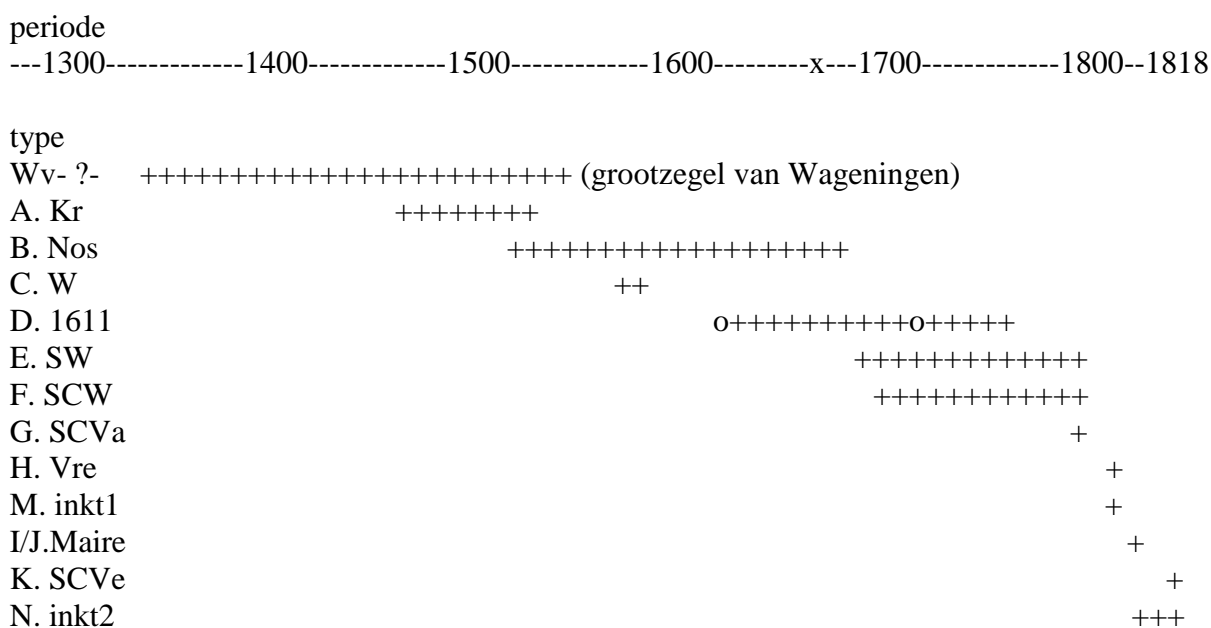 periode
---1300-------------1400-------------1500-------------1600---------x---1700-------------1800--1818
type
Wv- ?- ++++++++++++++++++++++++ (grootzegel van Wageningen)
A. Kr ++++++++
B. Nos +++++++++++++++++++
C. W ++
D. 1611 o++++++++++o+++++
E. SW +++++++++++++
F. SCW ++++++++++++
G. SCVa +
H. Vre +
M. inkt1 +
I/J.Maire +
K. SCVe +
N. inkt2 +++